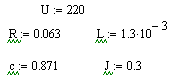 U := 220
R := 0.063 L := 1.3·10⁻³
c := 0.871 J := 0.3